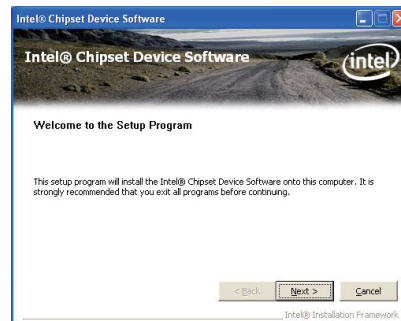 Intel® Chipset Device Software
Intel® Chipset Device Software
intel
Welcome to the Setup Program
This setup program will install the Intel® Chipset Device Software onto this computer. It is
strongly recommended that you exit all programs before continuing.
< Back Next > Cancel
Intel® Installation Framework